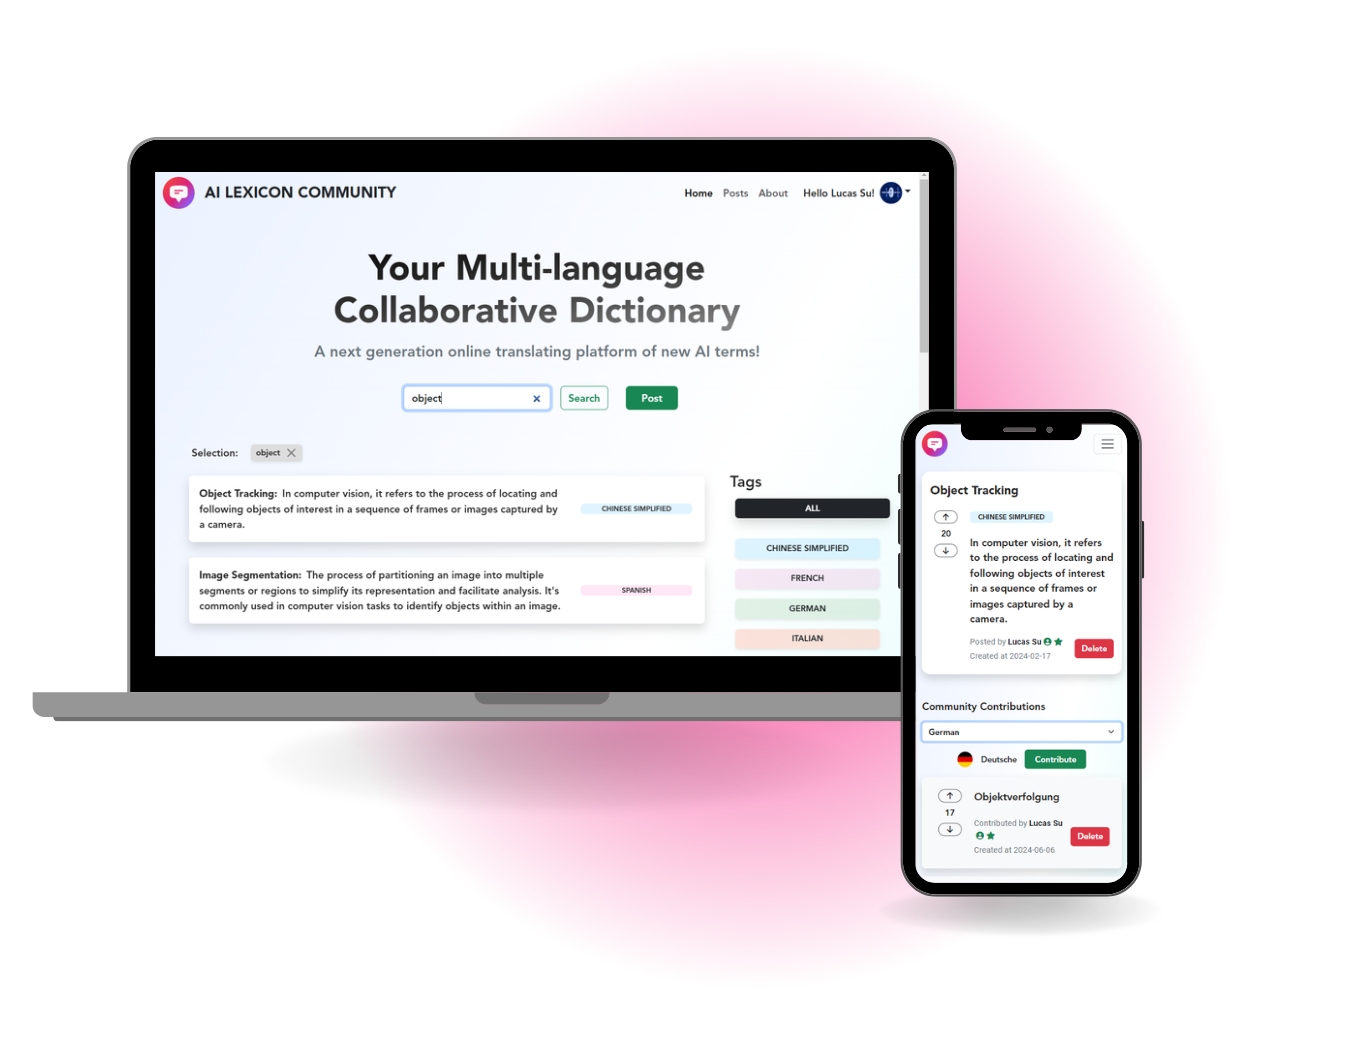 AI LEXICON COMMUNITY
Home Posts About Hello Lucas Su!
Your Multi-language
Collaborative Dictionary
A next generation online translating platform of new AI terms!
object Search Post
Selection: object
Object Tracking: In computer vision, it refers to the process of locating and
following objects of interest in a sequence of frames or images captured by
a camera.
CHINESE SIMPLIFIED
Image Segmentation: The process of partitioning an image into multiple
segments or regions to simplify its representation and facilitate analysis. It's
commonly used in computer vision tasks to identify objects within an image.
SPANISH
Tags
ALL
CHINESE SIMPLIFIED
FRENCH
GERMAN
ITALIAN
Object Tracking
20
CHINESE SIMPLIFIED
In computer vision, it refers
to the process of locating and
following objects of interest
in a sequence of frames or
images captured by a
camera.
Posted by Lucas Su
Created at 2024-02-17
Delete
Community Contributions
German
Deutsche Contribute
17
Objektverfolgung
Contributed by Lucas Su
Created at 2024-06-06
Delete